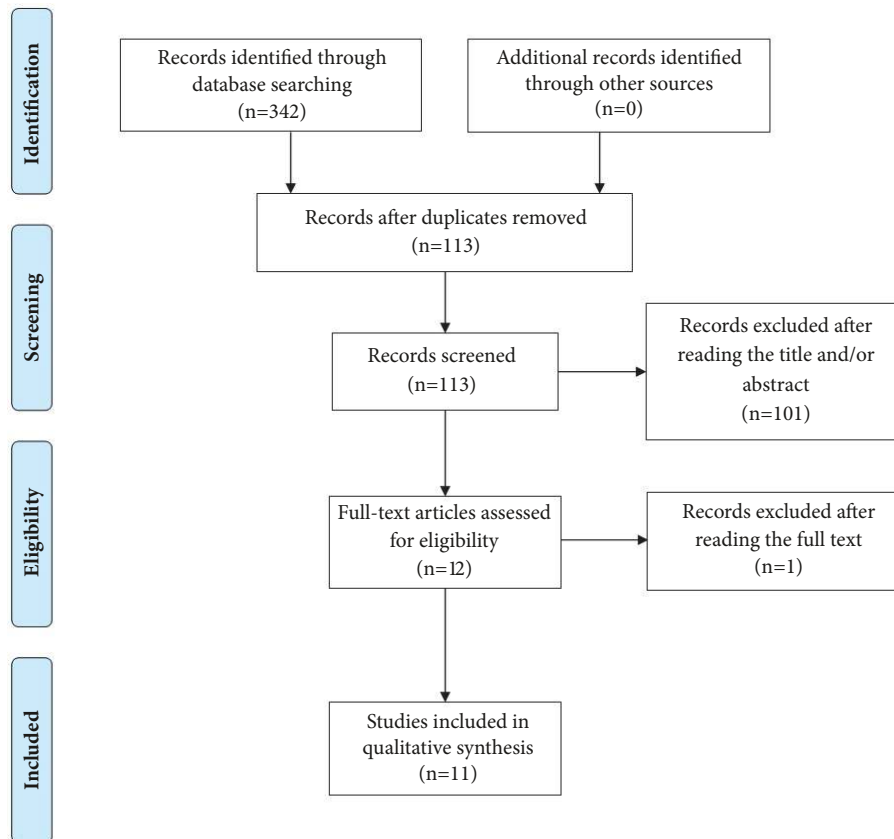 Identification
Records identified through
database searching
(n=342)
Additional records identified
through other sources
(n=0)
Records after duplicates removed
(n=113)
Screening
Records screened
(n=113)
Records excluded after
reading the title and/or
abstract
(n=101)
Eligibility
Full-text articles assessed
for eligibility
(n=12)
Records excluded after
reading the full text
(n=1)
Included
Studies included in
qualitative synthesis
(n=11)